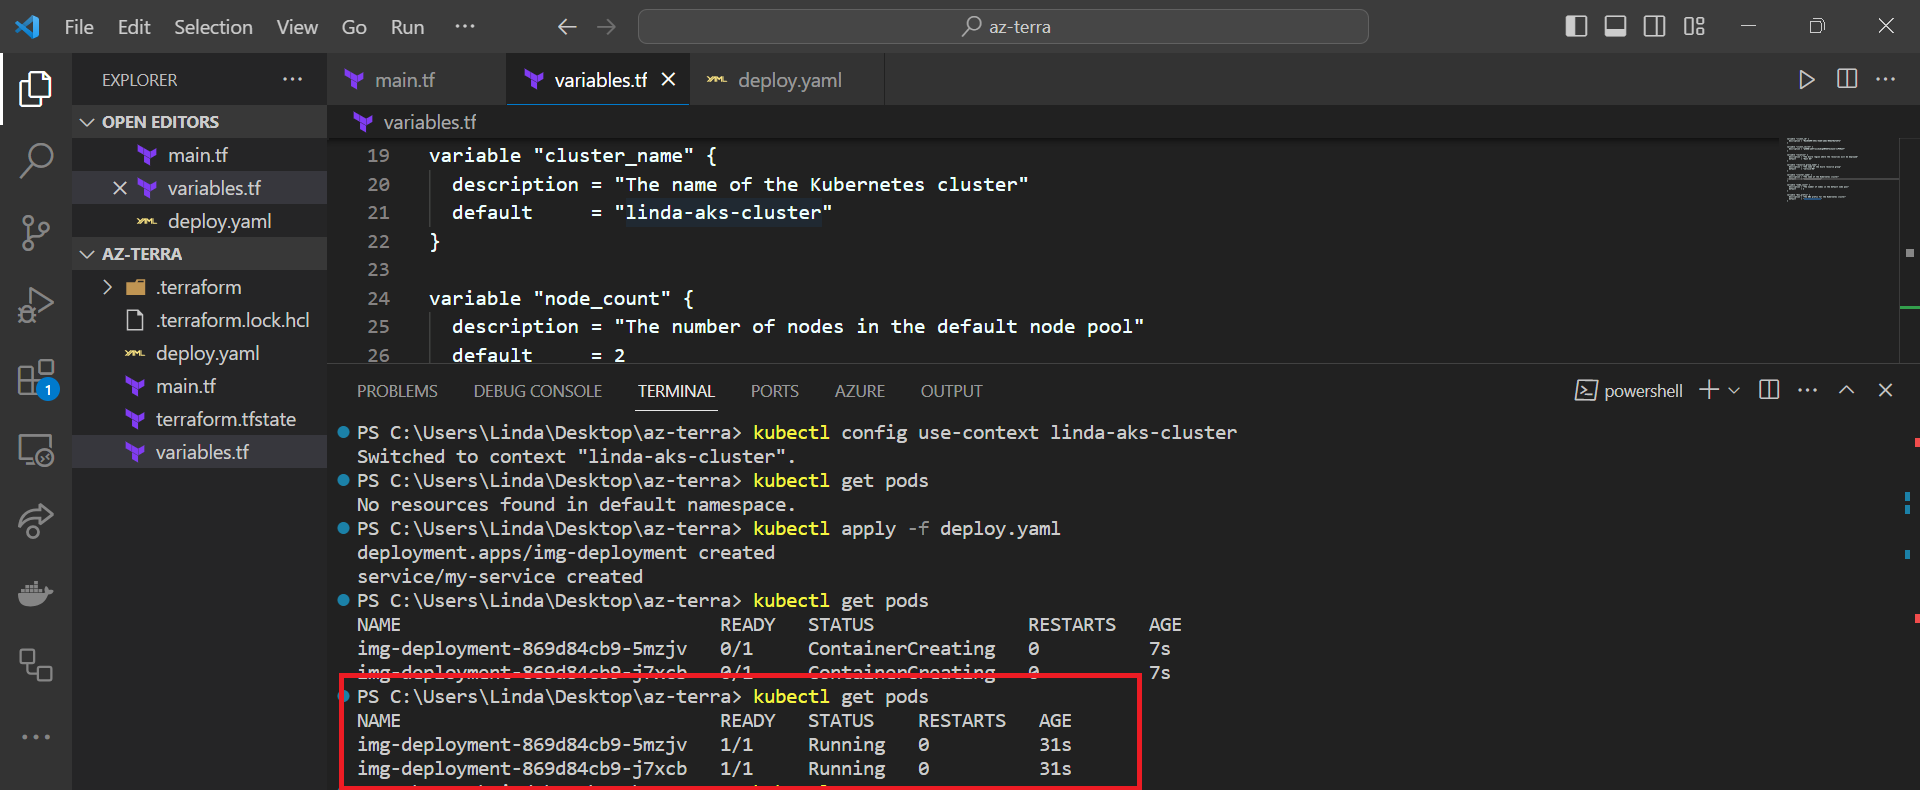 File Edit Selection View Go Run ···
az-terra
EXPLORER
main.tf
variables.tf
deploy.yaml
OPEN EDITORS
main.tf
variables.tf
deploy.yaml
AZ-TERRA
.terraform
.terraform.lock.hcl
deploy.yaml
main.tf
terraform.tfstate
variables.tf
1
variables.tf
19 variable "cluster_name" {
20 description = "The name of the Kubernetes cluster"
21 default = "linda-aks-cluster"
22 }
23
24 variable "node_count" {
25 description = "The number of nodes in the default node pool"
26 default = 2
PROBLEMS DEBUG CONSOLE TERMINAL PORTS AZURE OUTPUT
powershell
PS C:\Users\Linda\Desktop\az-terra> kubectl config use-context linda-aks-cluster
Switched to context "linda-aks-cluster".
PS C:\Users\Linda\Desktop\az-terra> kubectl get pods
No resources found in default namespace.
PS C:\Users\Linda\Desktop\az-terra> kubectl apply -f deploy.yaml
deployment.apps/img-deployment created
service/my-service created
PS C:\Users\Linda\Desktop\az-terra> kubectl get pods
NAME READY STATUS RESTARTS AGE
img-deployment-869d84cb9-5mzjv 0/1 ContainerCreating 0 7s
img-deployment-869d84cb9-j7xcb 0/1 ContainerCreating 0 7s
PS C:\Users\Linda\Desktop\az-terra> kubectl get pods
NAME READY STATUS RESTARTS AGE
img-deployment-869d84cb9-5mzjv 1/1 Running 0 31s
img-deployment-869d84cb9-j7xcb 1/1 Running 0 31s